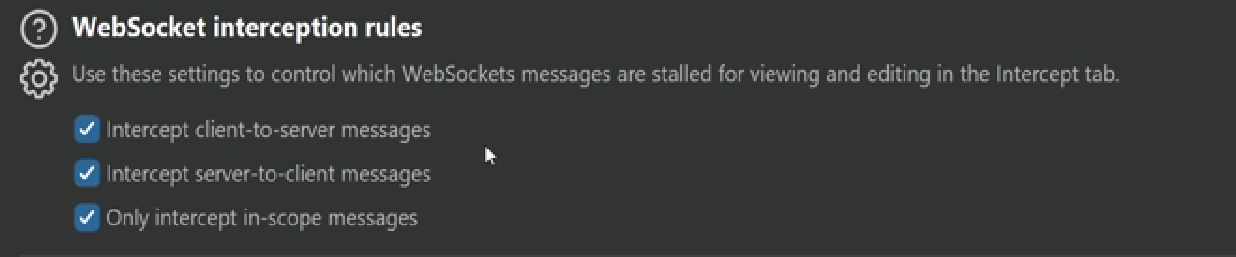 WebSocket interception rules
Use these settings to control which WebSockets messages are stalled for viewing and editing in the Intercept tab.
Intercept client-to-server messages
Intercept server-to-client messages
Only intercept in-scope messages